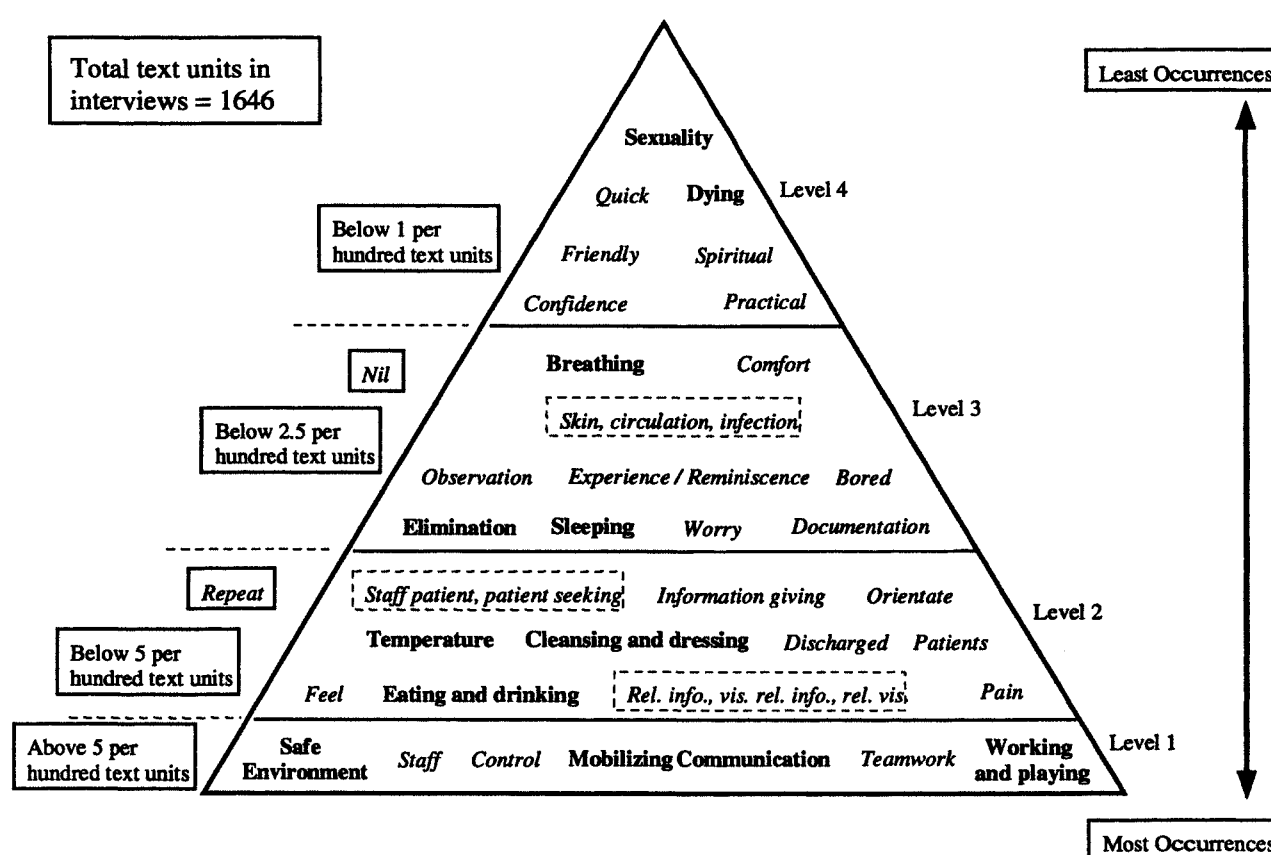 Total text units in
interviews = 1646
Least Occurrences
Sexuality
Quick Dying Level 4
Below 1 per
hundred text units
Friendly Spiritual
Confidence Practical
Breathing Comfort
Nil
Level 3
Skin, circulation, infection
Below 2.5 per
hundred text units
Observation Experience / Reminiscence Bored
Elimination Sleeping Worry Documentation
Repeat
Staff patient, patient seeking Information giving Orientate
Level 2
Temperature Cleansing and dressing Discharged Patients
Below 5 per
hundred text units
Feel Eating and drinking Rel. info., vis. rel. info., rel. vis. Pain
Above 5 per
hundred text units
Level 1
Safe
Environment
Staff Control Mobilizing Communication Teamwork
Working
and playing
Most Occurrences